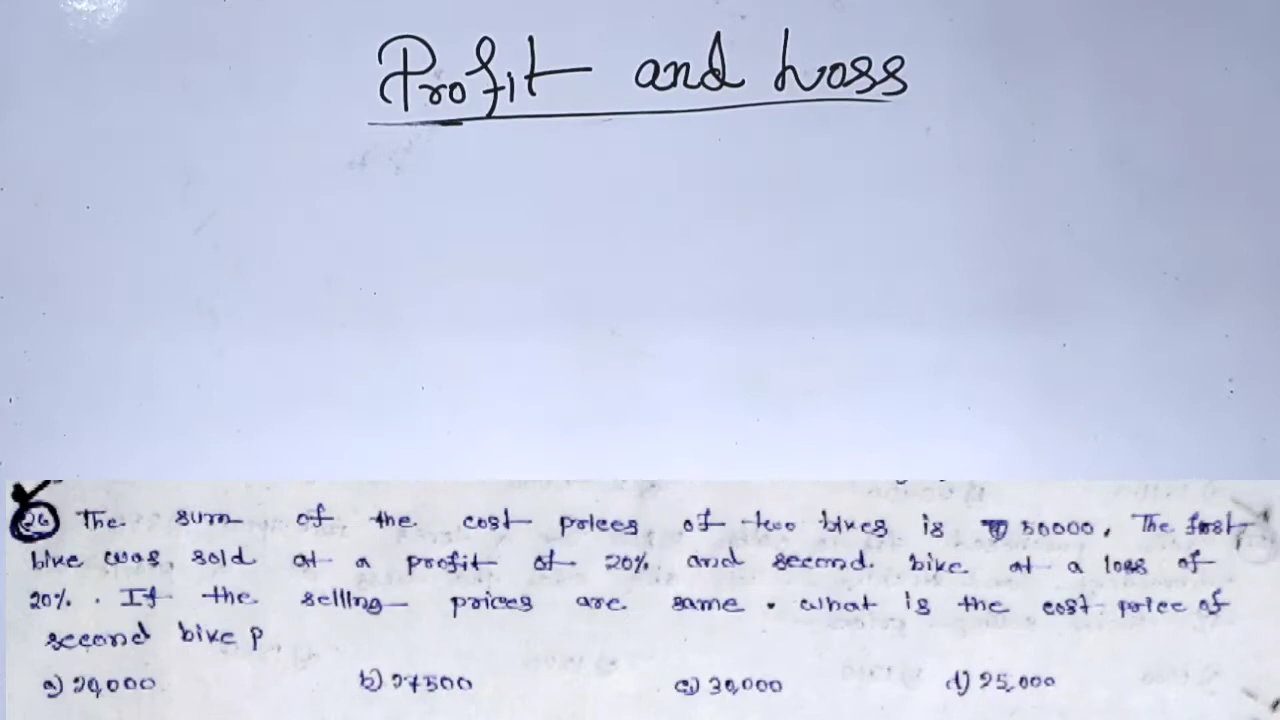 Profit and Loss
26 The sum of the cost prices of two bikes is ₹ 50000. The first
bike was sold at a profit of 20% and second bike at a loss of
20%. If the selling prices are same. what is the cost price of
second bike ?
a) 20,000 b) 27500 c) 30,000 d) 25,000